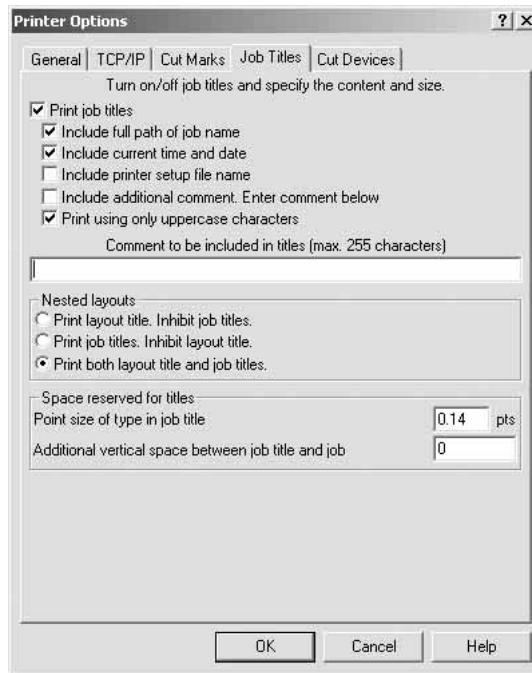 Printer Options
General TCP/IP Cut Marks Job Titles Cut Devices
Turn on/off job titles and specify the content and size.
Print job titles
Include full path of job name
Include current time and date
Include printer setup file name
Include additional comment. Enter comment below
Print using only uppercase characters
Comment to be included in titles (max. 255 characters)
Nested layouts
Print layout title. Inhibit job titles.
Print job titles. Inhibit layout title.
Print both layout title and job titles.
Space reserved for titles
Point size of type in job title 0.14 pts
Additional vertical space between job title and job 0
OK Cancel Help